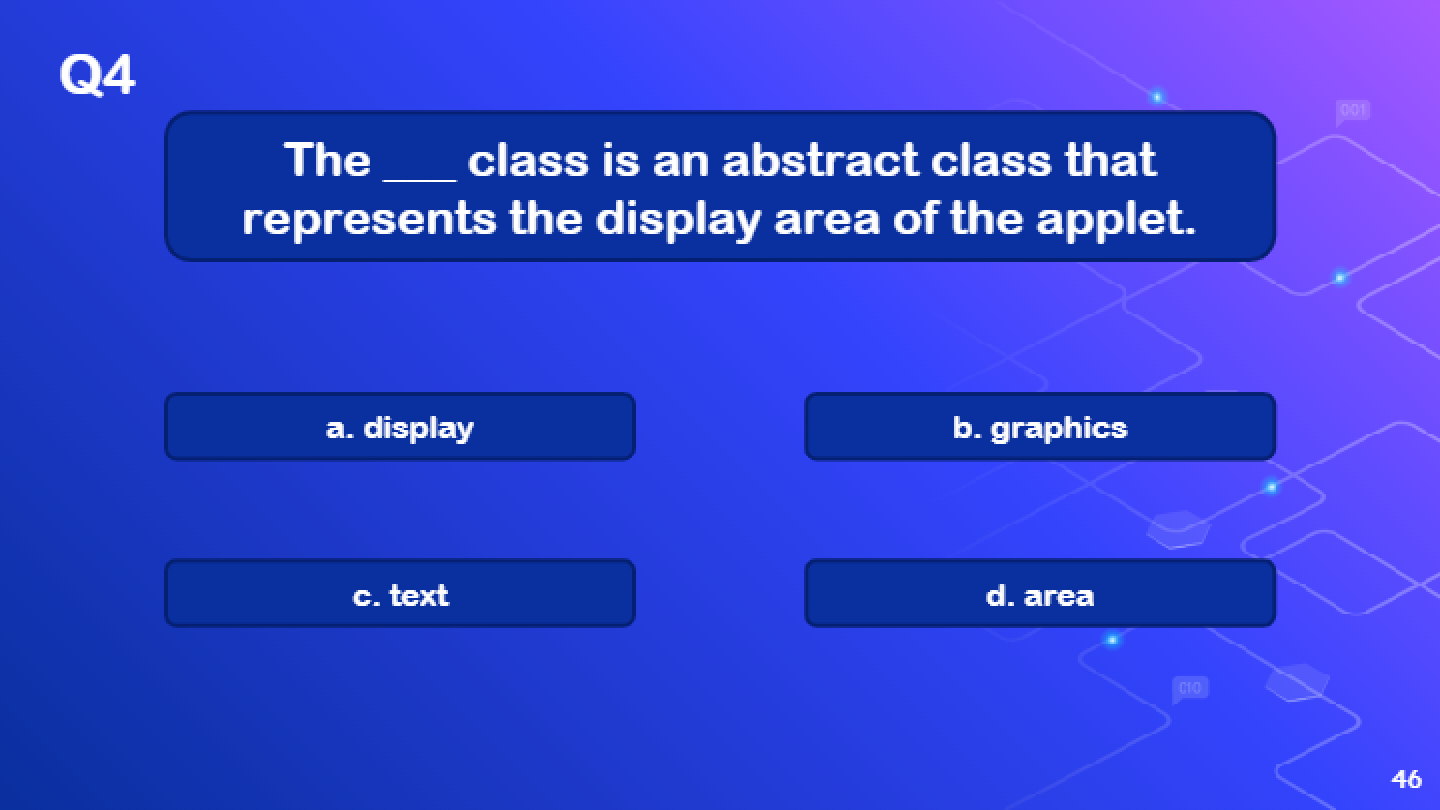 Q4
001
The ___ class is an abstract class that
represents the display area of the applet.
a. display
b. graphics
c. text
d. area
010
46